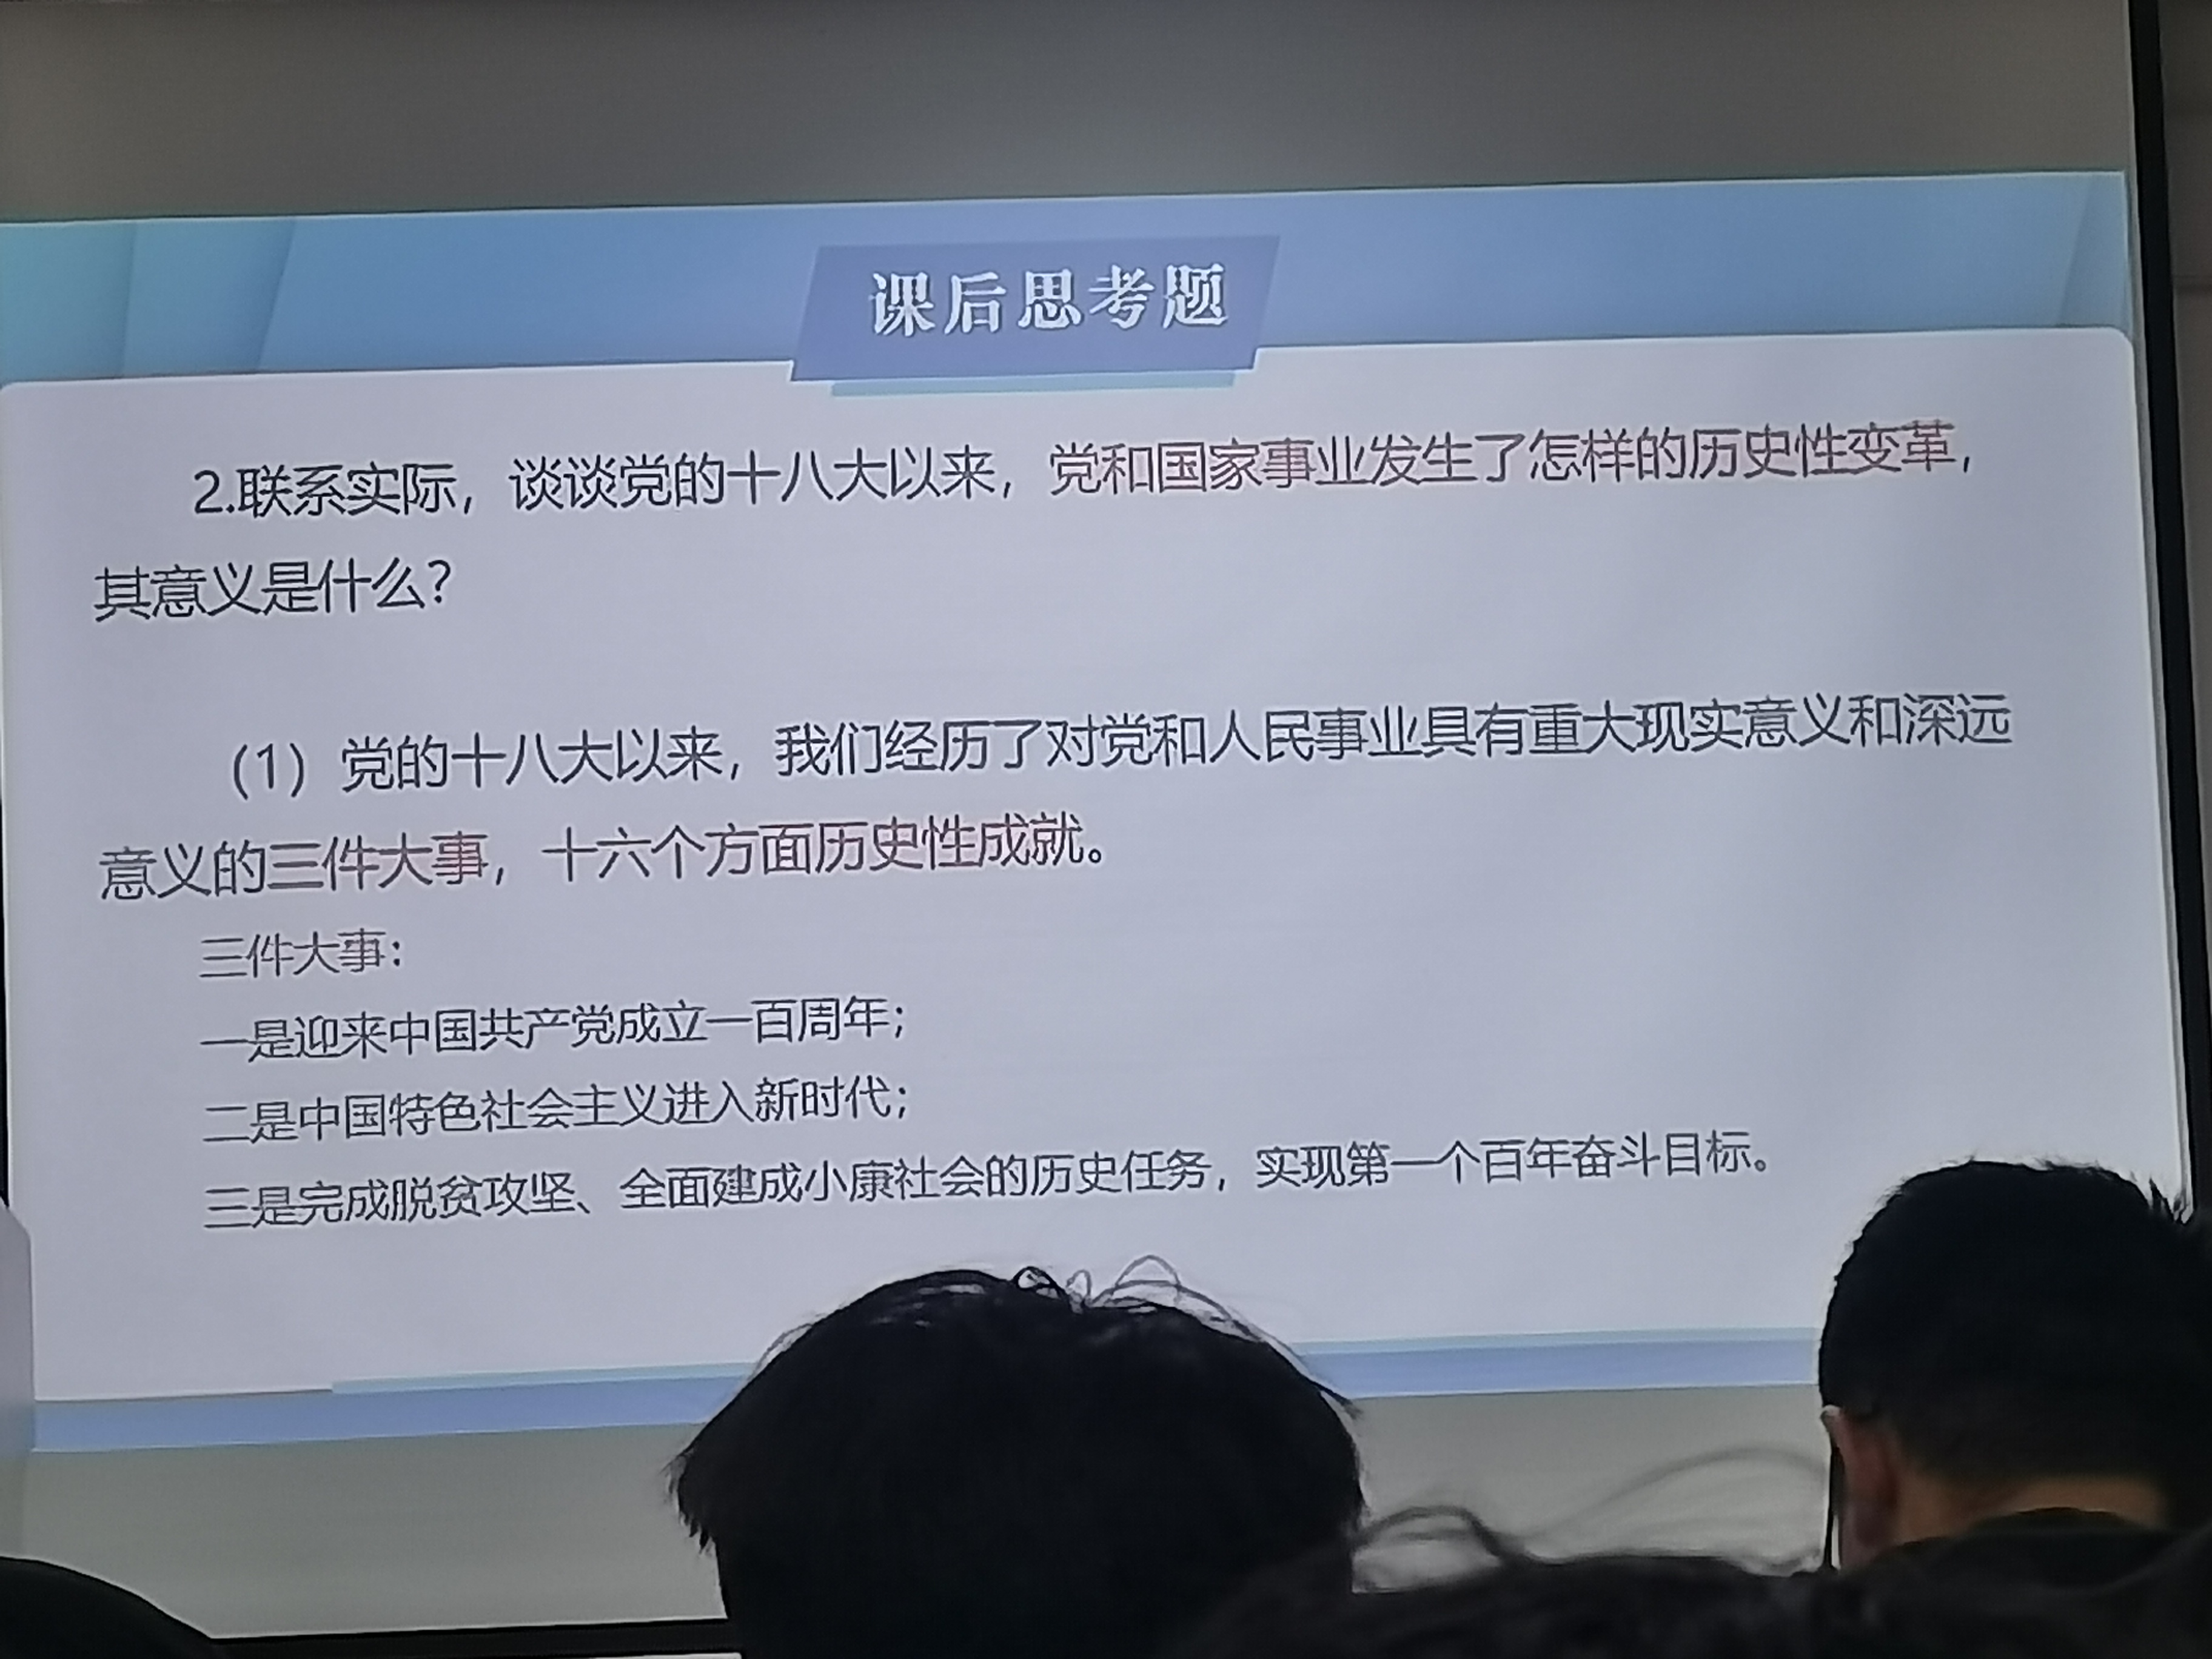 课后思考题
2.联系实际，谈谈党的十八大以来，党和国家事业发生了怎样的历史性变革，
其意义是什么？
（1）党的十八大以来，我们经历了对党和人民事业具有重大现实意义和深远
意义的三件大事，十六个方面历史性成就。
三件大事：
一是迎来中国共产党成立一百周年；
二是中国特色社会主义进入新时代；
三是完成脱贫攻坚、全面建成小康社会的历史任务，实现第一个百年奋斗目标。